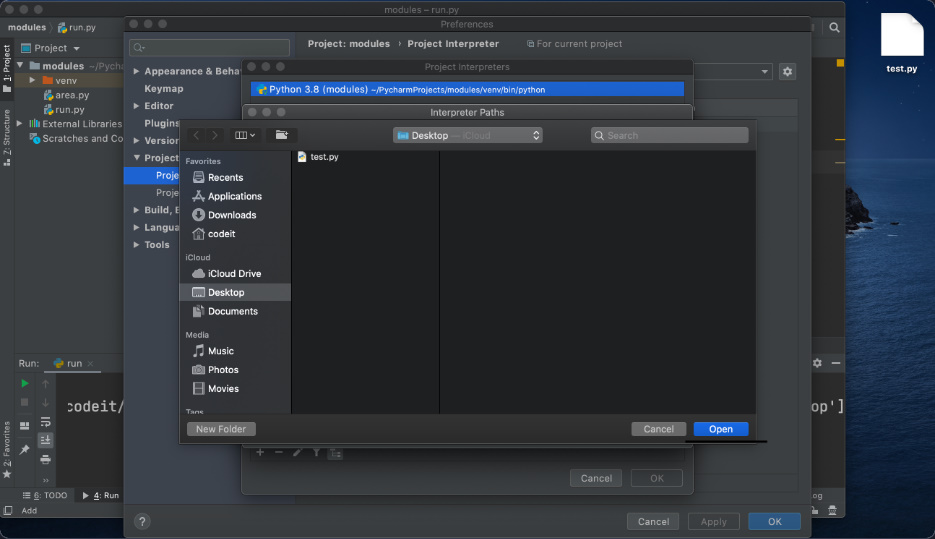 modules – run.py
modules
run.py
Preferences
Project
modules ~/Pyc
venv
area.py
run.py
External Libraries
Scratches and Co
1: Project
Z: Structure
2: Favorites
Appearance & Beha
Keymap
Editor
Plugins
Version
Project
Proje
Proje
Build, E
Langua
Tools
Project: modules › Project Interpreter
For current project
Project Interpreters
Python 3.8 (modules) ~/PycharmProjects/modules/venv/bin/python
Interpreter Paths
Desktop — iCloud
Search
Favorites
Recents
Applications
Downloads
codeit
iCloud
iCloud Drive
Desktop
Documents
Media
Music
Photos
Movies
Tags
test.py
New Folder
Cancel
Open
Cancel
OK
Cancel
Apply
OK
?
Run:
run
codeit/
op']
6: TODO
4: Run
og
Add
test.py